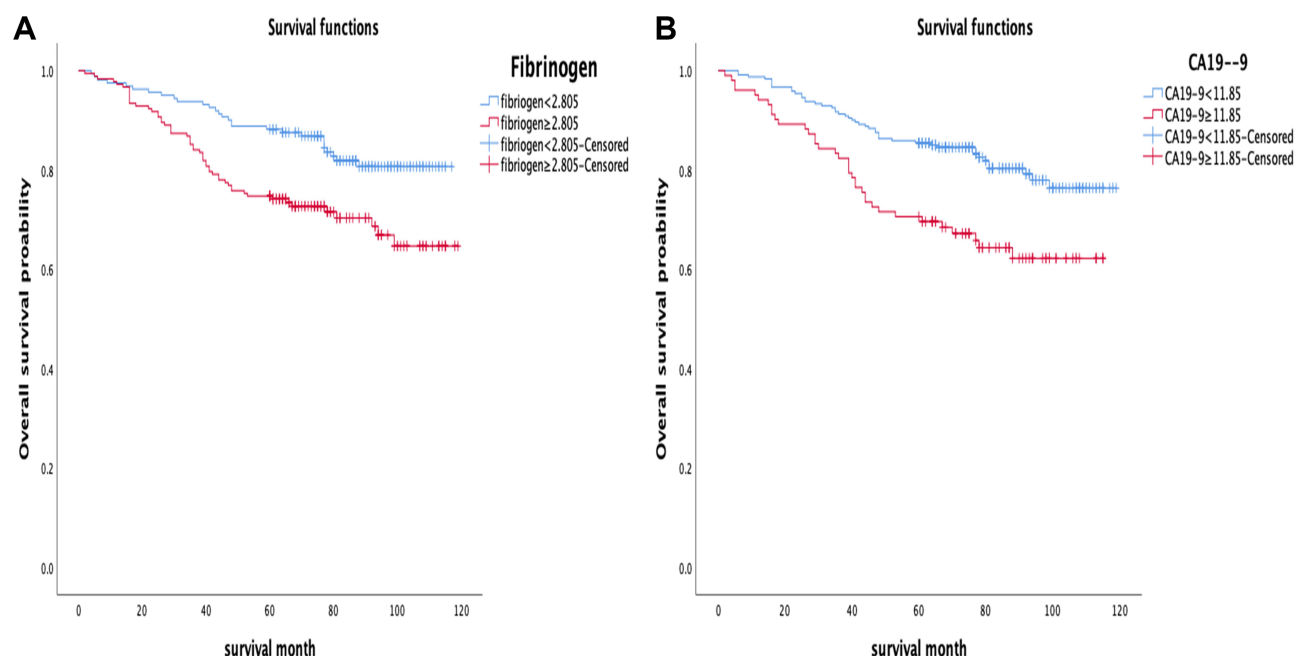 A
Survival functions
Fibrinogen
fibriogen<2.805
fibriogen≥2.805
fibriogen<2.805-Censored
fibriogen≥2.805-Censored
Overall survival proability
1.0
0.8
0.6
0.4
0.2
0.0
0 20 40 60 80 100 120
survival month
B
Survival functions
CA19--9
CA19-9<11.85
CA19-9≥11.85
CA19-9<11.85-Censored
CA19-9≥11.85-Censored
Overall survival proability
1.0
0.8
0.6
0.4
0.2
0.0
0 20 40 60 80 100 120
survival month